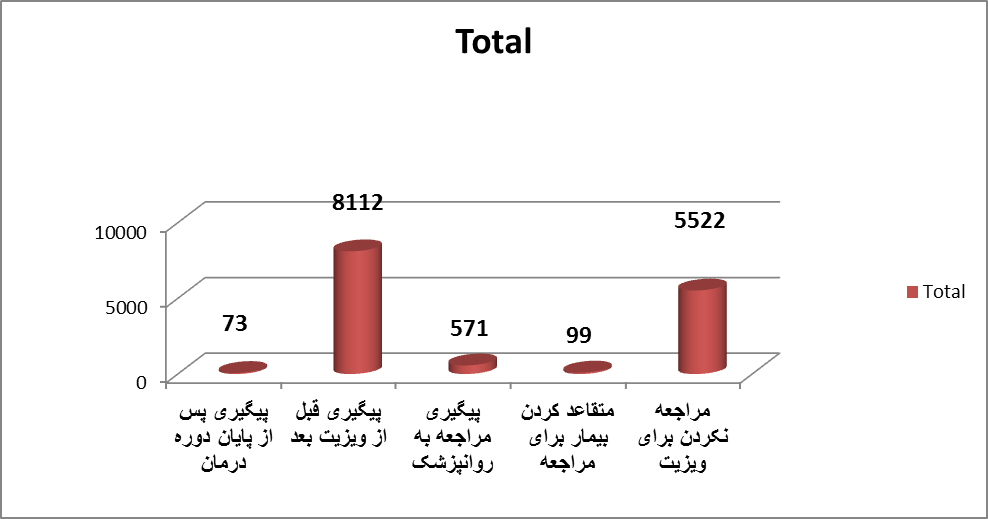 Total
8112
5522
10000
5000
0
73
571
99
Total
پیگیری پس
از پایان دوره
درمان
پیگیری قبل
از ویزیت بعد
پیگیری
مراجعه به
روانپزشک
متقاعد کردن
بیمار برای
مراجعه
مراجعه
نکردن برای
ویزیت